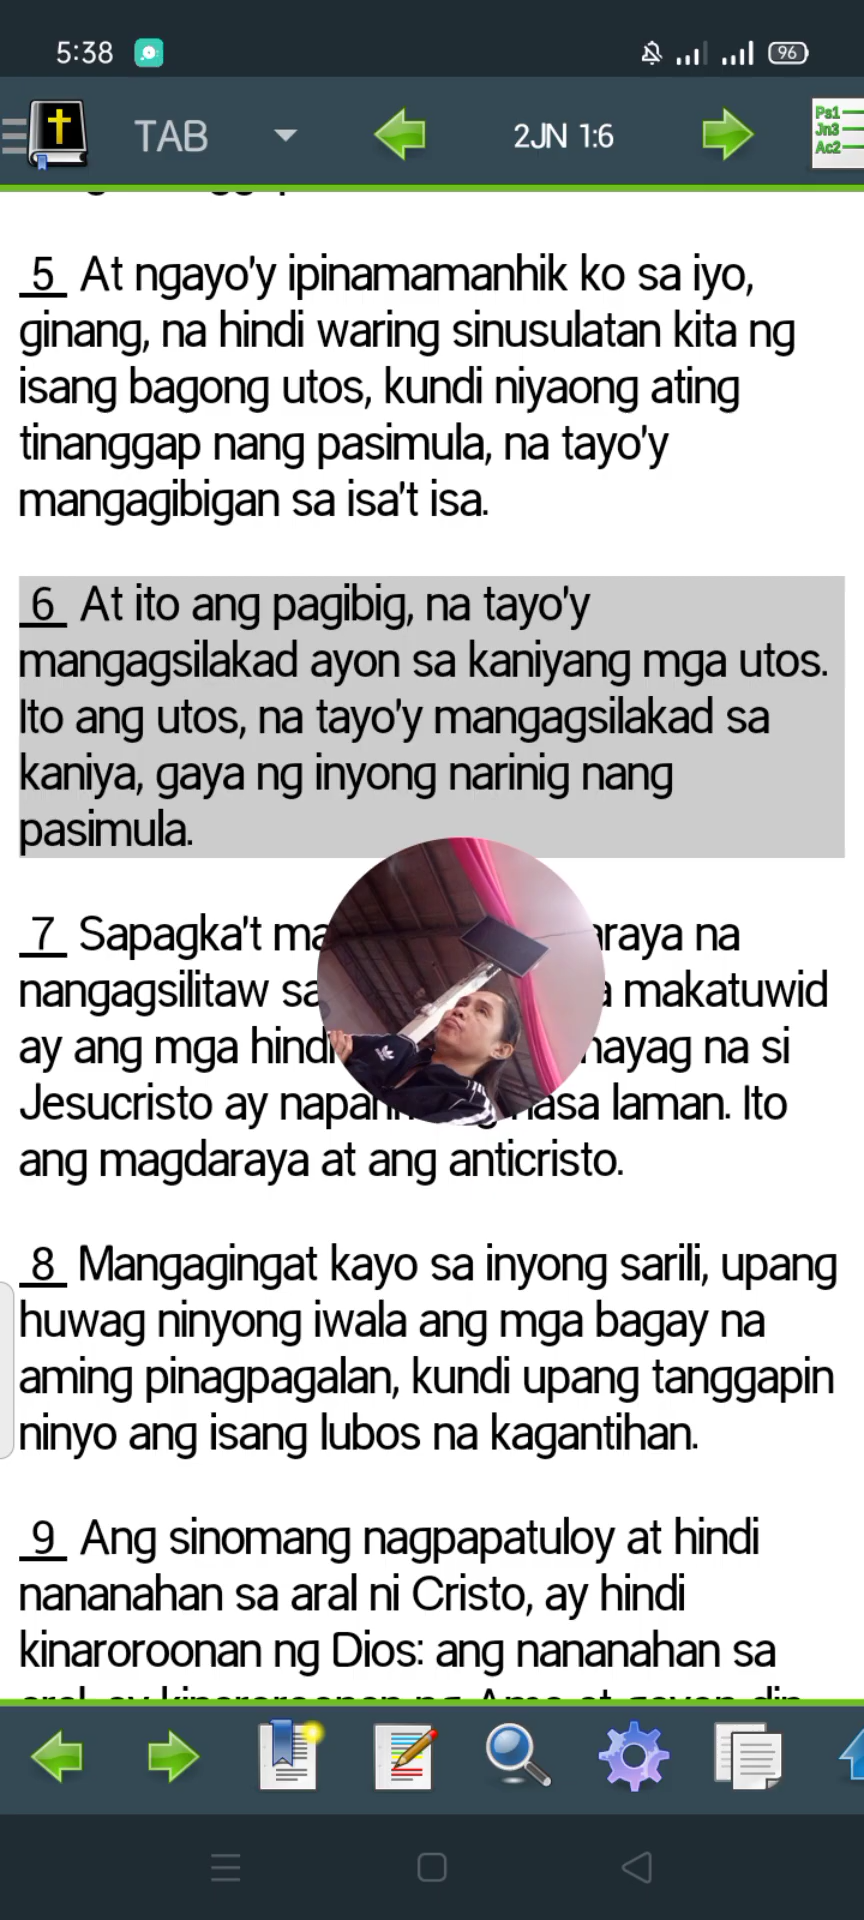 5:38
96
TAB
2JN 1:6
Ps1
Jn3
Ac2
5 At ngayo'y ipinamamanhik ko sa iyo,
ginang, na hindi waring sinusulatan kita ng
isang bagong utos, kundi niyaong ating
tinanggap nang pasimula, na tayo'y
mangagibigan sa isa't isa.
6 At ito ang pagibig, na tayo'y
mangagsilakad ayon sa kaniyang mga utos.
Ito ang utos, na tayo'y mangagsilakad sa
kaniya, gaya ng inyong narinig nang
pasimula.
7 Sapagka't na
nangagsilitaw makatuwid
ay ang mga na si
Jesucristo ay laman. Ito
ang magdaraya at ang anticristo.
8 Mangagingat kayo sa inyong sarili, upang
huwag ninyong iwala ang mga bagay na
aming pinagpagalan, kundi upang tanggapin
ninyo ang isang lubos na kagantihan.
9 Ang sinomang nagpapatuloy at hindi
nananahan sa aral ni Cristo, ay hindi
kinaroroonan ng Dios: ang nananahan sa